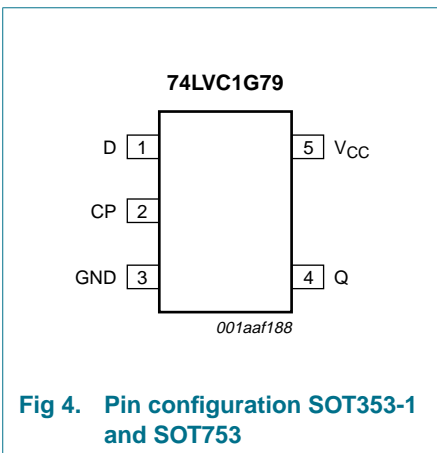 74LVC1G79
D 1 5 VCC
CP 2
GND 3 4 Q
001aaf188
Fig 4. Pin configuration SOT353-1
and SOT753